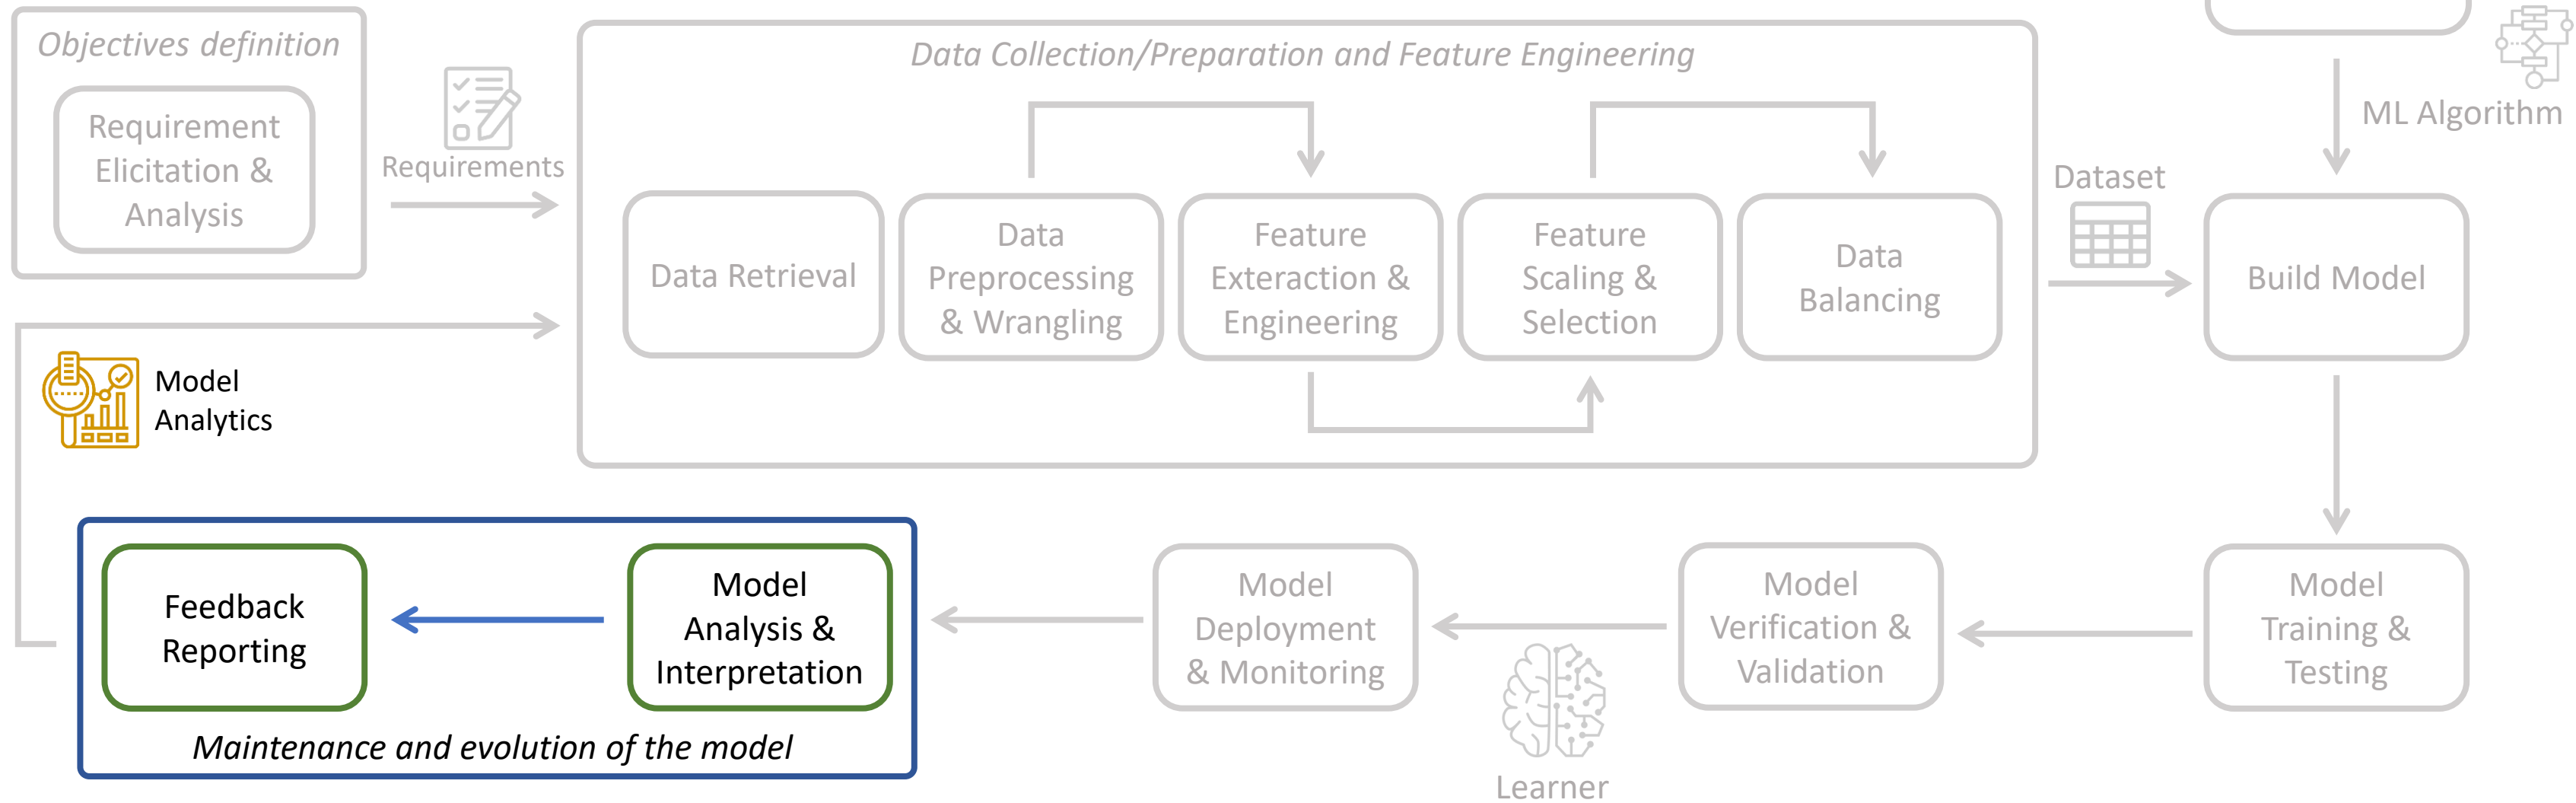 Objectives definition
Requirement
Elicitation &
Analysis
Requirements
Data Collection/Preparation and Feature Engineering
Data Retrieval
Data
Preprocessing
& Wrangling
Feature
Exteraction &
Engineering
Feature
Scaling &
Selection
Data
Balancing
Dataset
ML Algorithm
Build Model
Model
Analytics
Feedback
Reporting
Model
Analysis &
Interpretation
Maintenance and evolution of the model
Model
Deployment
& Monitoring
Learner
Model
Verification &
Validation
Model
Training &
Testing